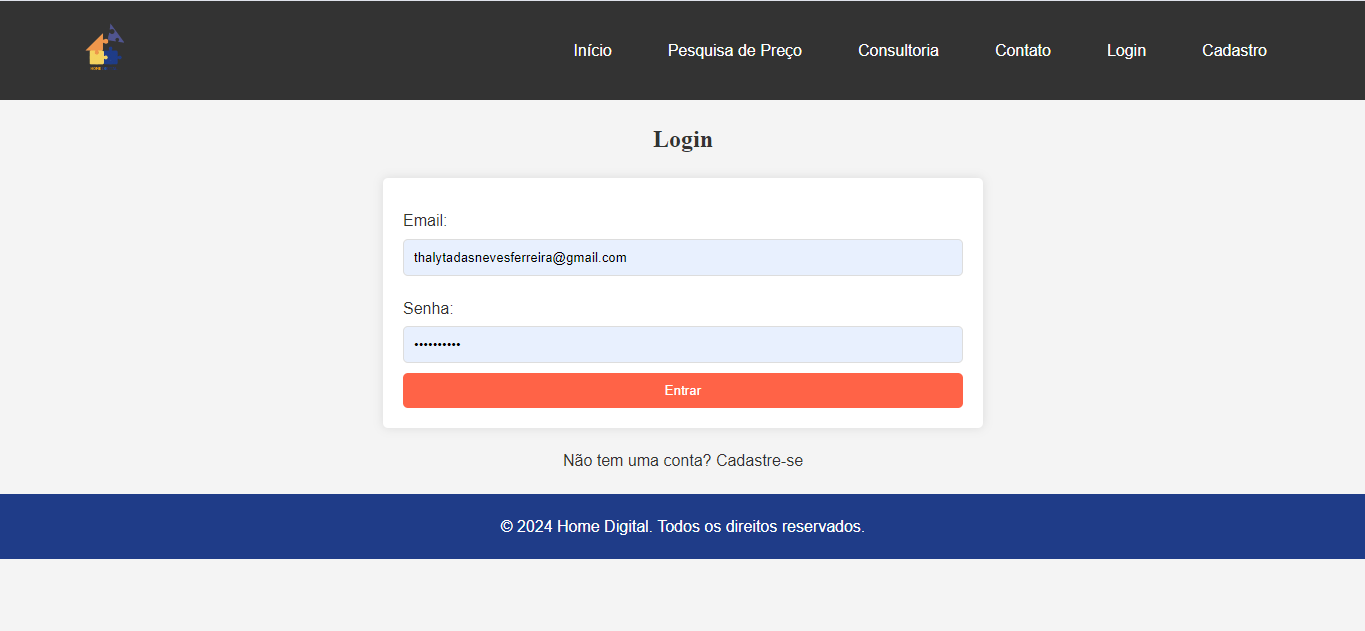 Início Pesquisa de Preço Consultoria Contato Login Cadastro
Login
Email:
thalytadasnevesferreira@gmail.com
Senha:
••••••••••
Entrar
Não tem uma conta? Cadastre-se
© 2024 Home Digital. Todos os direitos reservados.